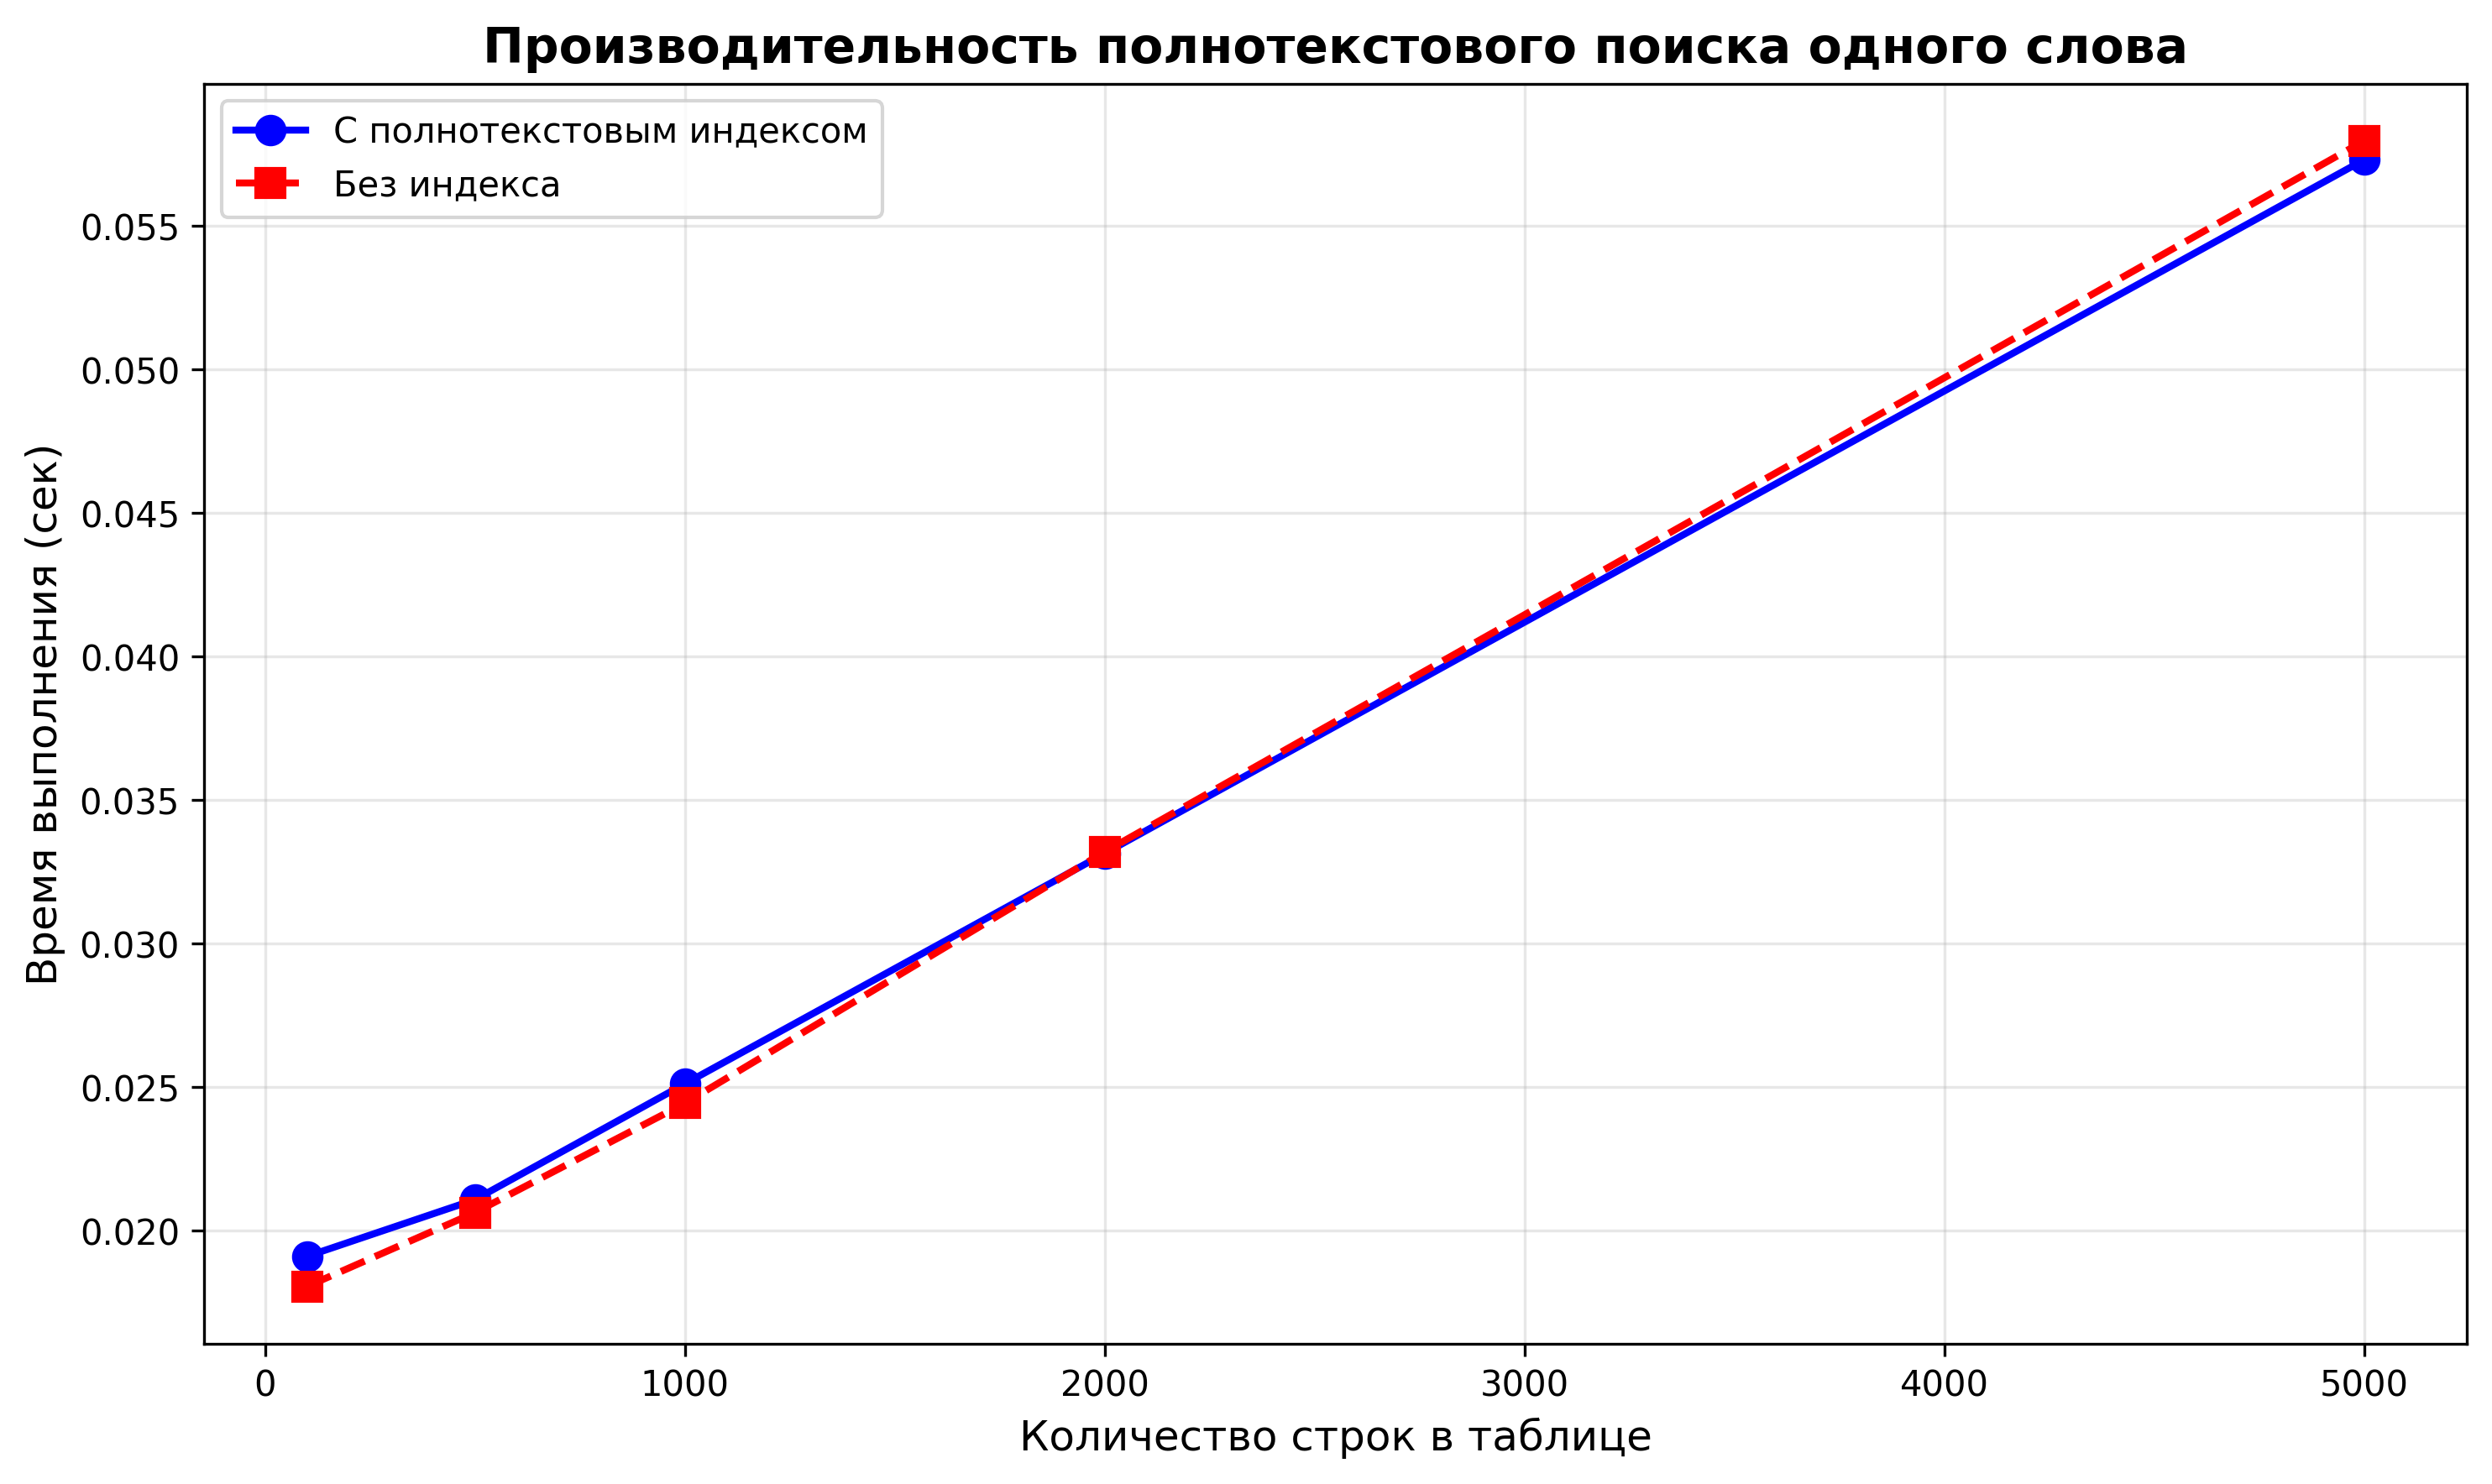 Производительность полнотекстового поиска одного слова
С полнотекстовым индексом
Без индекса
Время выполнения (сек)
0.055
0.050
0.045
0.040
0.035
0.030
0.025
0.020
0 1000 2000 3000 4000 5000
Количество строк в таблице